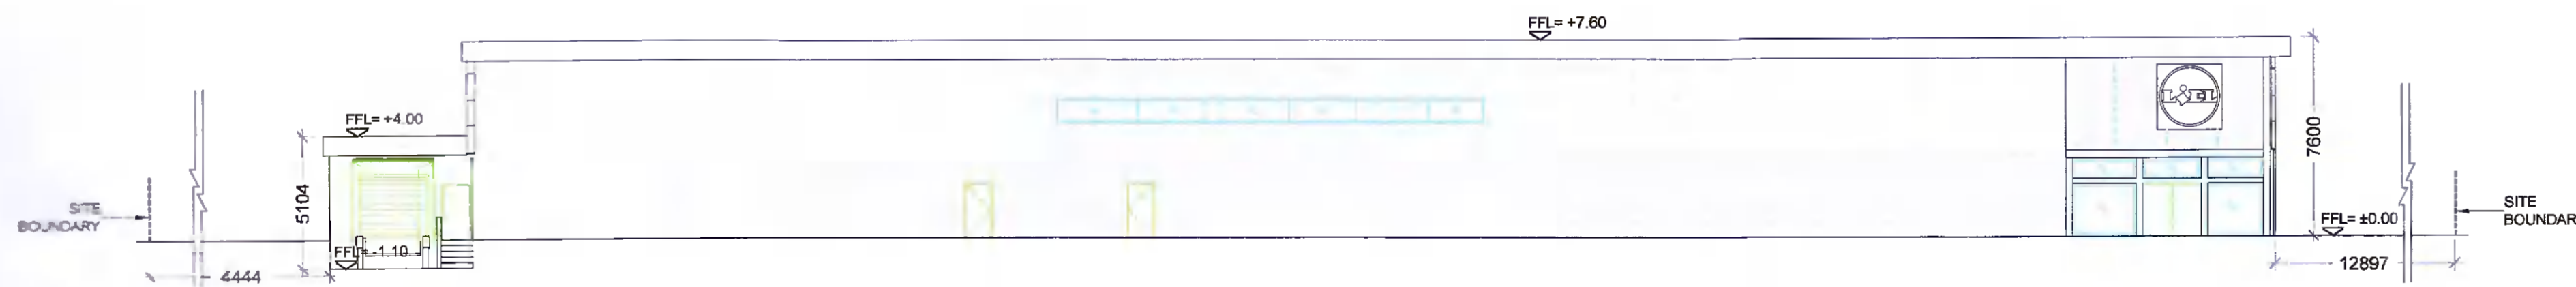 FFL= +7.60
FFL= +4.00
LIDL
7600
5104
SITE
BOUNDARY
SITE
BOUNDAR
FFL= ±0.00
FFL= -1.10
4444
12897